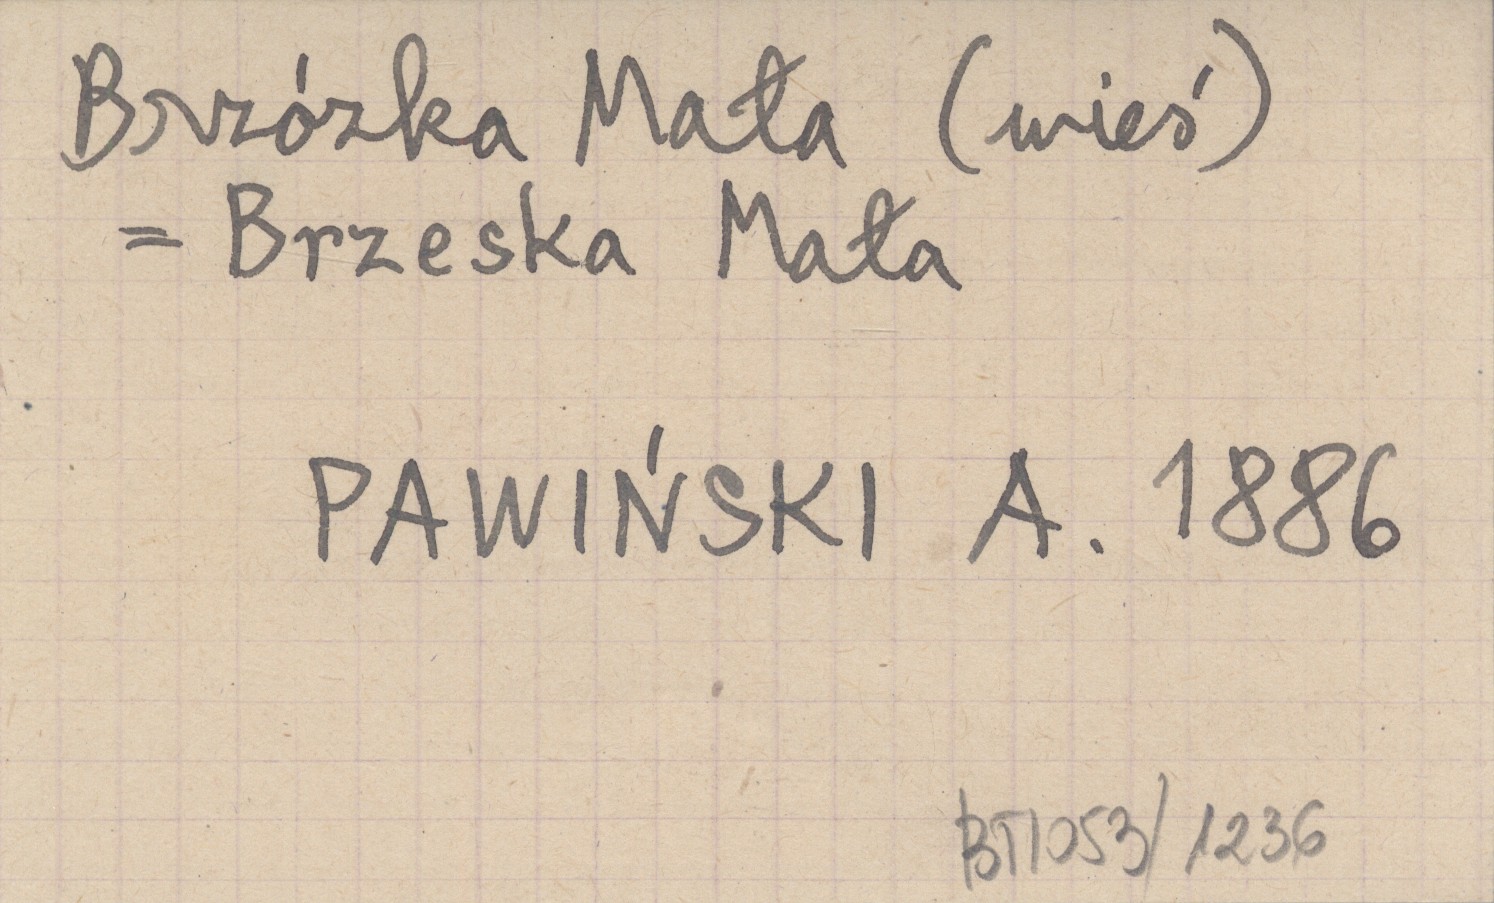 Brzózka Mała (wieś)
= Brzeska Mała
PAWIŃSKI A. 1886
BT1053/1236